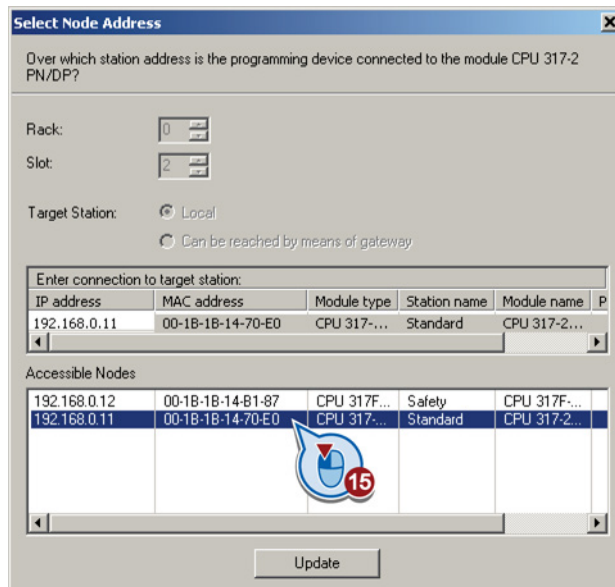 Select Node Address
Over which station address is the programming device connected to the module CPU 317-2
PN/DP?
Rack: 0
Slot: 2
Target Station: Local
Can be reached by means of gateway
Enter connection to target station:
IP address MAC address Module type Station name Module name P
192.168.0.11 00-1B-1B-14-70-E0 CPU 317-... Standard CPU 317-2...
Accessible Nodes
192.168.0.12 00-1B-1B-14-B1-87 CPU 317F... Safety CPU 317F-...
192.168.0.11 00-1B-1B-14-70-E0 CPU 317-... Standard CPU 317-2...
15
Update